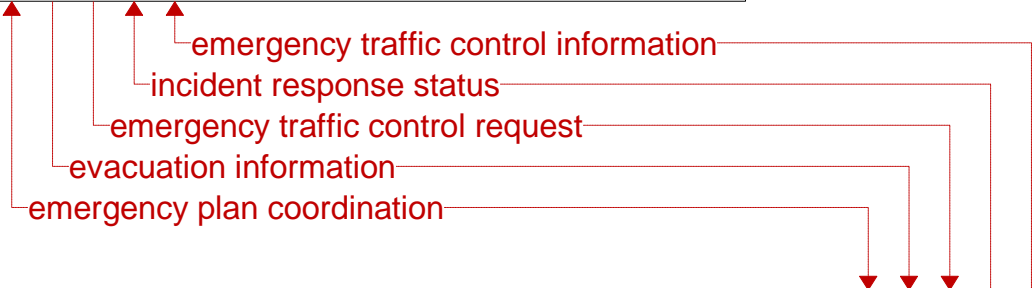 emergency traffic control information
incident response status
emergency traffic control request
evacuation information
emergency plan coordination